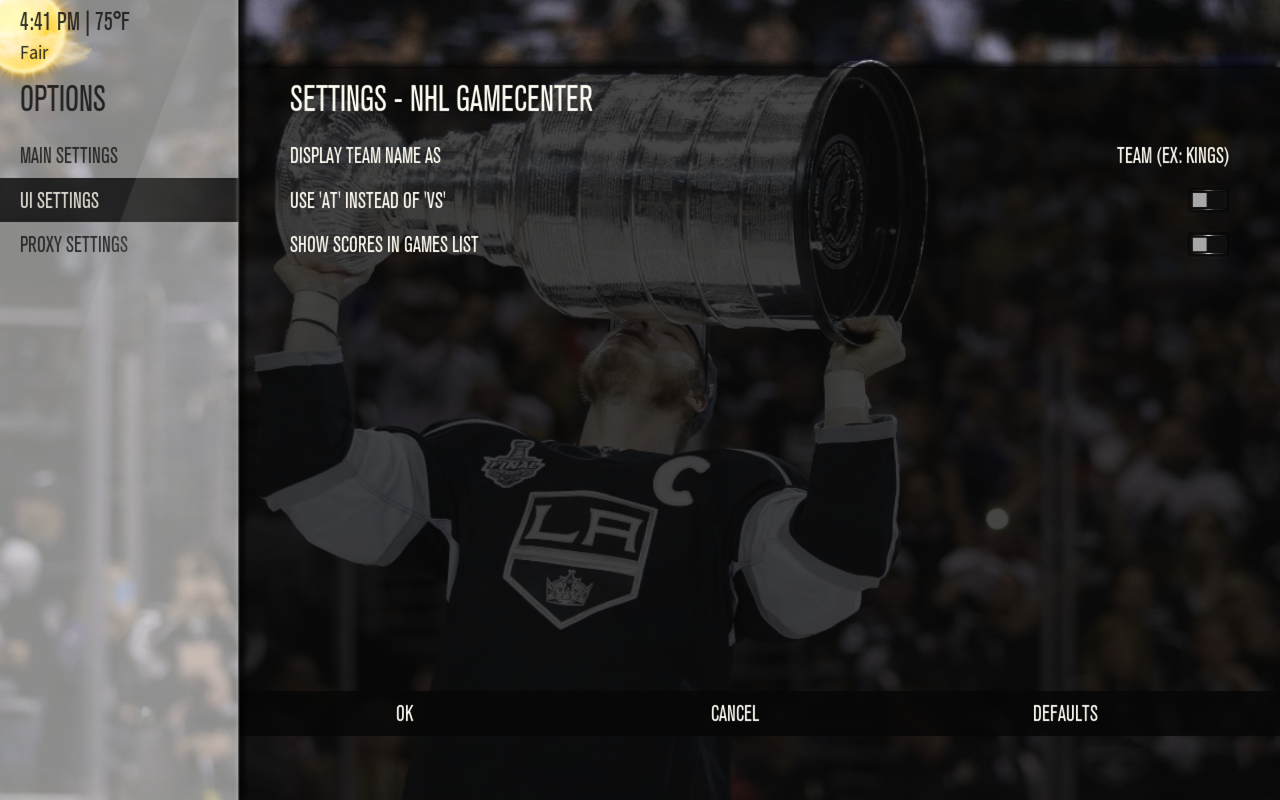 4:41 PM | 75°F
Fair
OPTIONS
MAIN SETTINGS
UI SETTINGS
PROXY SETTINGS
SETTINGS - NHL GAMECENTER
DISPLAY TEAM NAME AS TEAM (EX: KINGS)
USE 'AT' INSTEAD OF 'VS'
SHOW SCORES IN GAMES LIST
FINAL
C
LA
OK CANCEL DEFAULTS